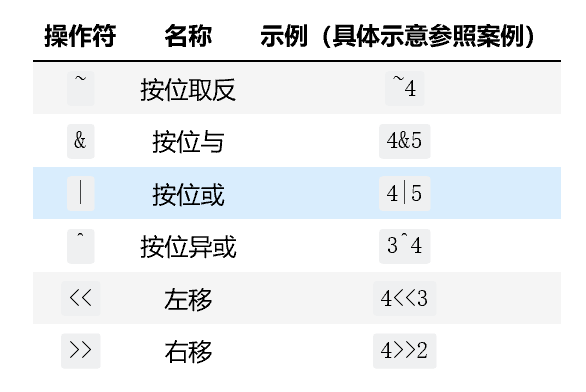 操作符 名称 示例（具体示意参照案例）
~ 按位取反 ~4
& 按位与 4&5
| 按位或 4|5
^ 按位异或 3^4
<< 左移 4<<3
>> 右移 4>>2